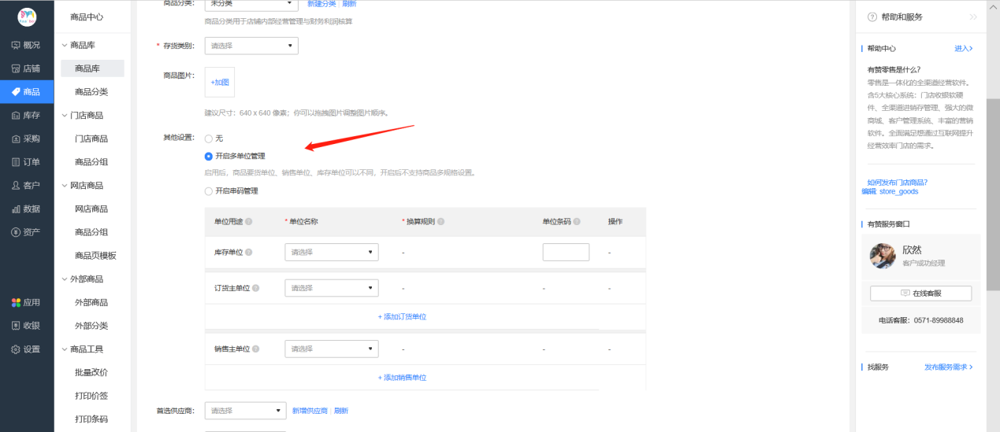 概况
店铺
商品
库存
采购
订单
客户
数据
资产
应用
收银
设置
商品中心
商品库
商品库
商品分类
门店商品
门店商品
商品分组
网店商品
网店商品
商品分组
商品页模板
外部商品
外部商品
外部分类
商品工具
批量改价
打印价签
打印条码
商品分类： 未分类 新建分类 刷新
商品分类用于店铺内部经营管理与财务利润核算
* 存货类别： 请选择
商品图片： +加图
建议尺寸：640 x 640 像素；你可以拖拽图片调整图片顺序。
其他设置： 无
开启多单位管理
启用后，商品要货单位、销售单位、库存单位可以不同，开启后不支持商品多规格设置。
开启串码管理
单位用途 ? * 单位名称 * 换算规则 ? 单位条码 ? 操作
库存单位 ? 请选择 - -
订货主单位 ? 请选择 - - -
+ 添加订货单位
销售主单位 ? 请选择 - - -
+ 添加销售单位
首选供应商： 请选择 新增供应商 刷新
? 帮助和服务
帮助中心 进入
有赞零售是什么？
零售是一体化的全渠道经营软件。
含5大核心系统：门店收银软硬
件、全渠道进销存管理、强大的微
商城、客户管理系统、丰富的营销
软件。全面满足想通过互联网提升
经营效率门店的需求。
如何发布门店商品？
编辑: store_goods
有赞服务窗口
欣然
客户成功经理
在线客服
电话客服：0571-89988848
找服务 发布服务需求